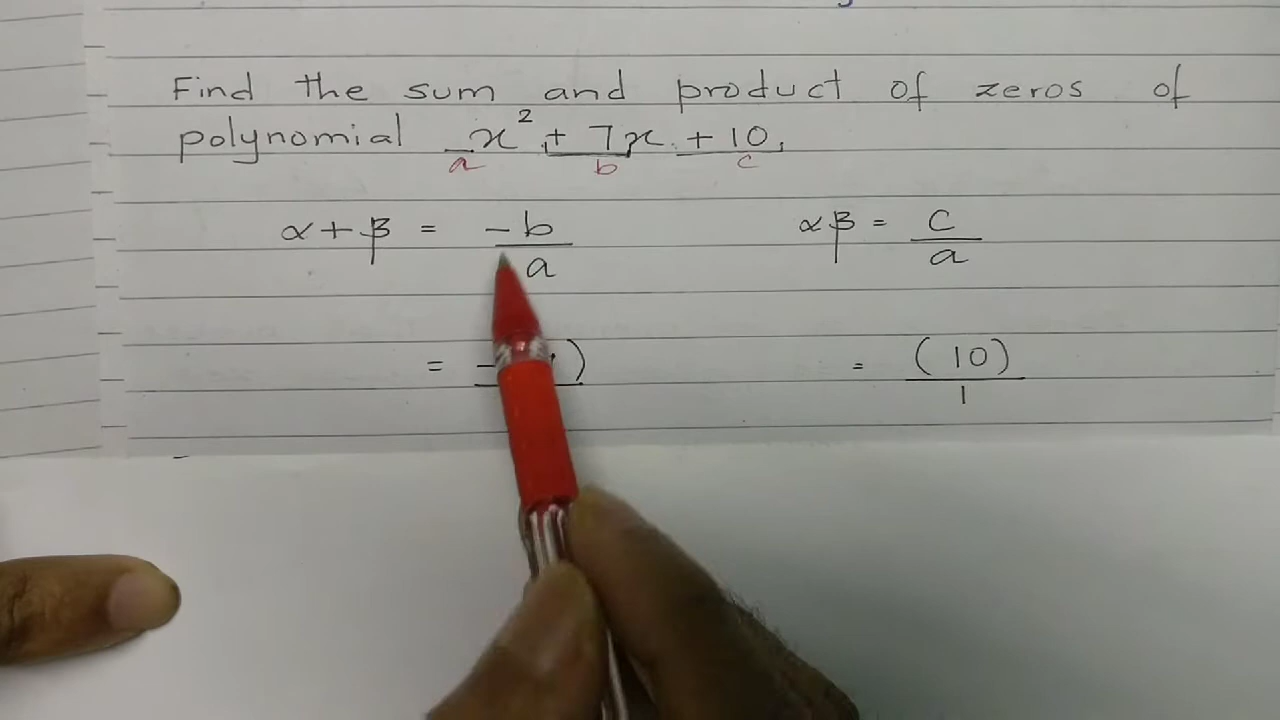 Find the sum and product of zeros of
polynomial x² + 7x + 10.
a b c
α + β = -b/a αβ = c/a
= - ) = (10)/1